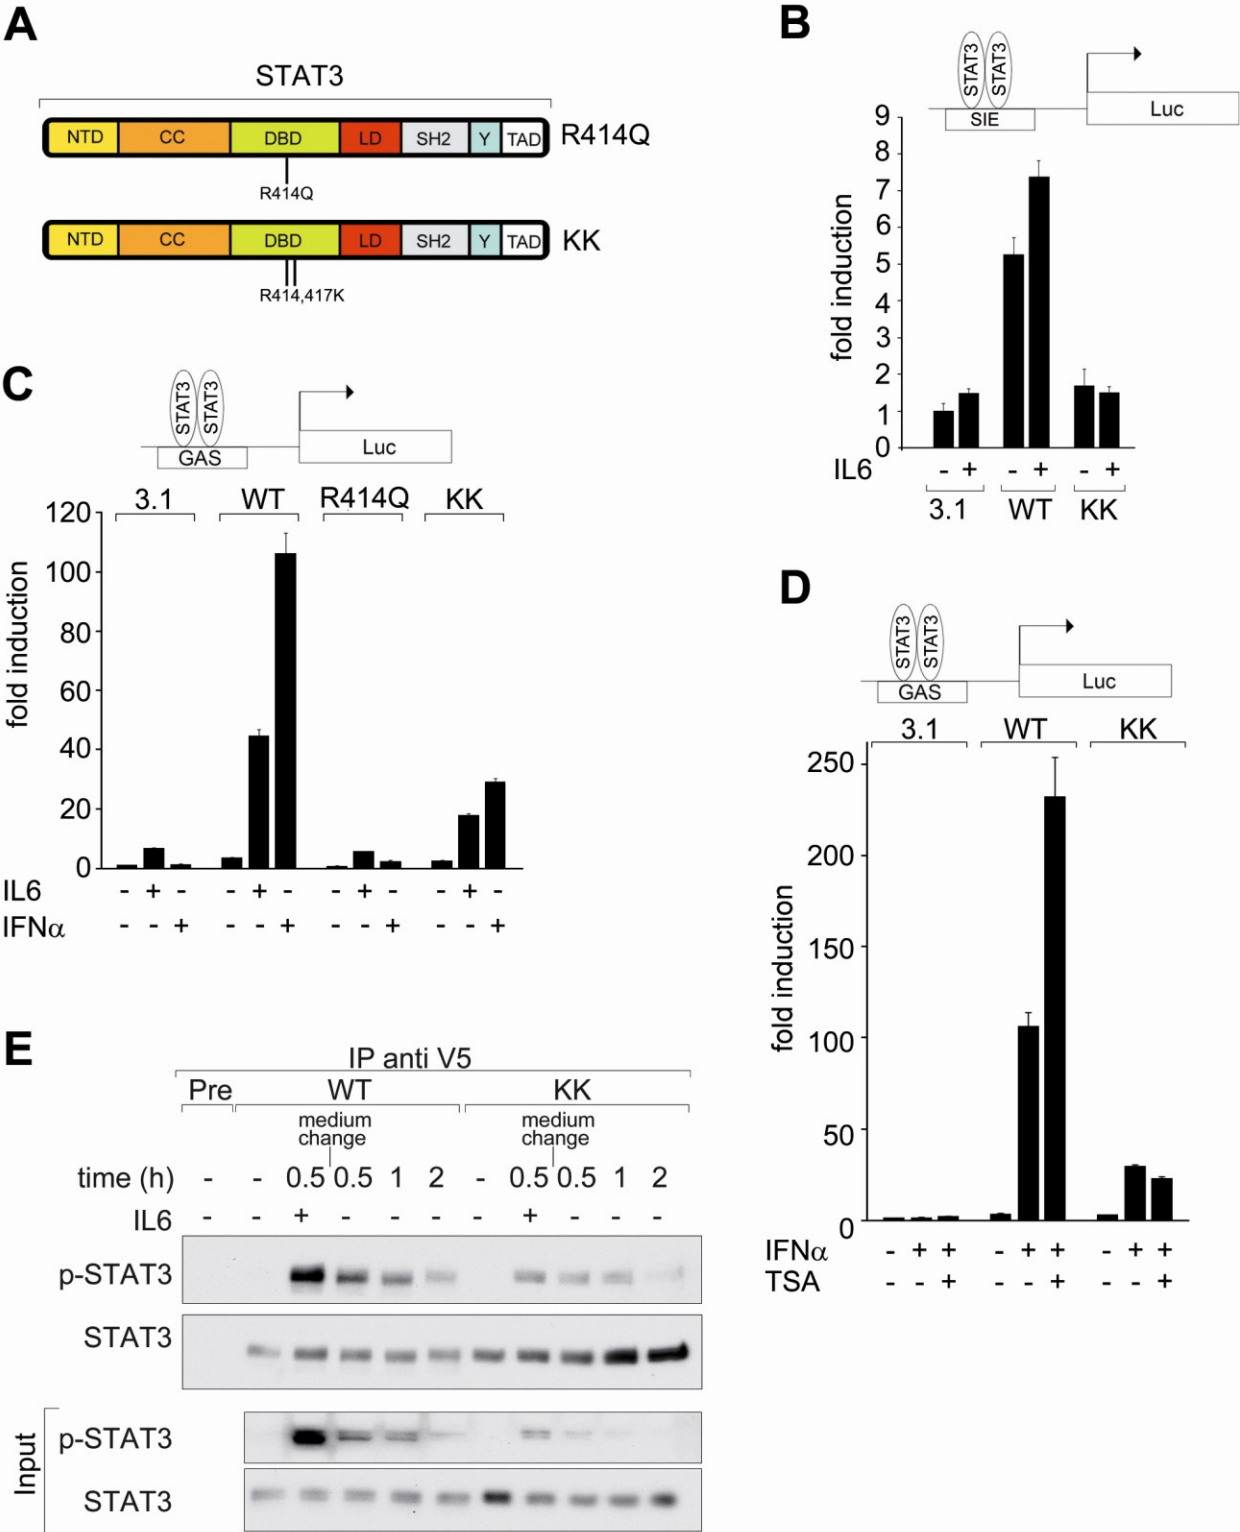 A
STAT3
NTD CC DBD LD SH2 Y TAD R414Q
R414Q
NTD CC DBD LD SH2 Y TAD KK
R414,417K
B
STAT3 STAT3
SIE
Luc
fold induction
9
8
7
6
5
4
3
2
1
0
IL6 - + - + - +
3.1 WT KK
C
STAT3 STAT3
GAS
Luc
3.1 WT R414Q KK
fold induction
120
100
80
60
40
20
0
IL6 - + - - + - - + - - + -
IFNα - - + - - + - - + - - +
D
STAT3 STAT3
GAS
Luc
3.1 WT KK
fold induction
250
200
150
100
50
0
IFNα - + + - + + - + +
TSA - - + - - + - - +
E
IP anti V5
Pre WT KK
medium change medium change
time (h) - - 0.5 0.5 1 2 - 0.5 0.5 1 2
IL6 - - + - - - - + - - -
p-STAT3
STAT3
Input
p-STAT3
STAT3